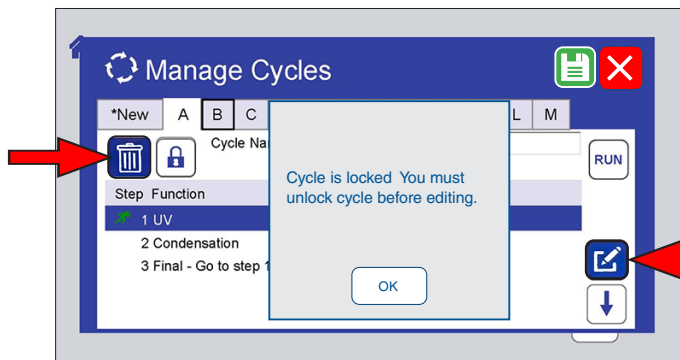 Manage Cycles
*New A B C L M
Cycle Na
RUN
Step Function
1 UV
2 Condensation
3 Final - Go to step 1
Cycle is locked You must
unlock cycle before editing.
OK